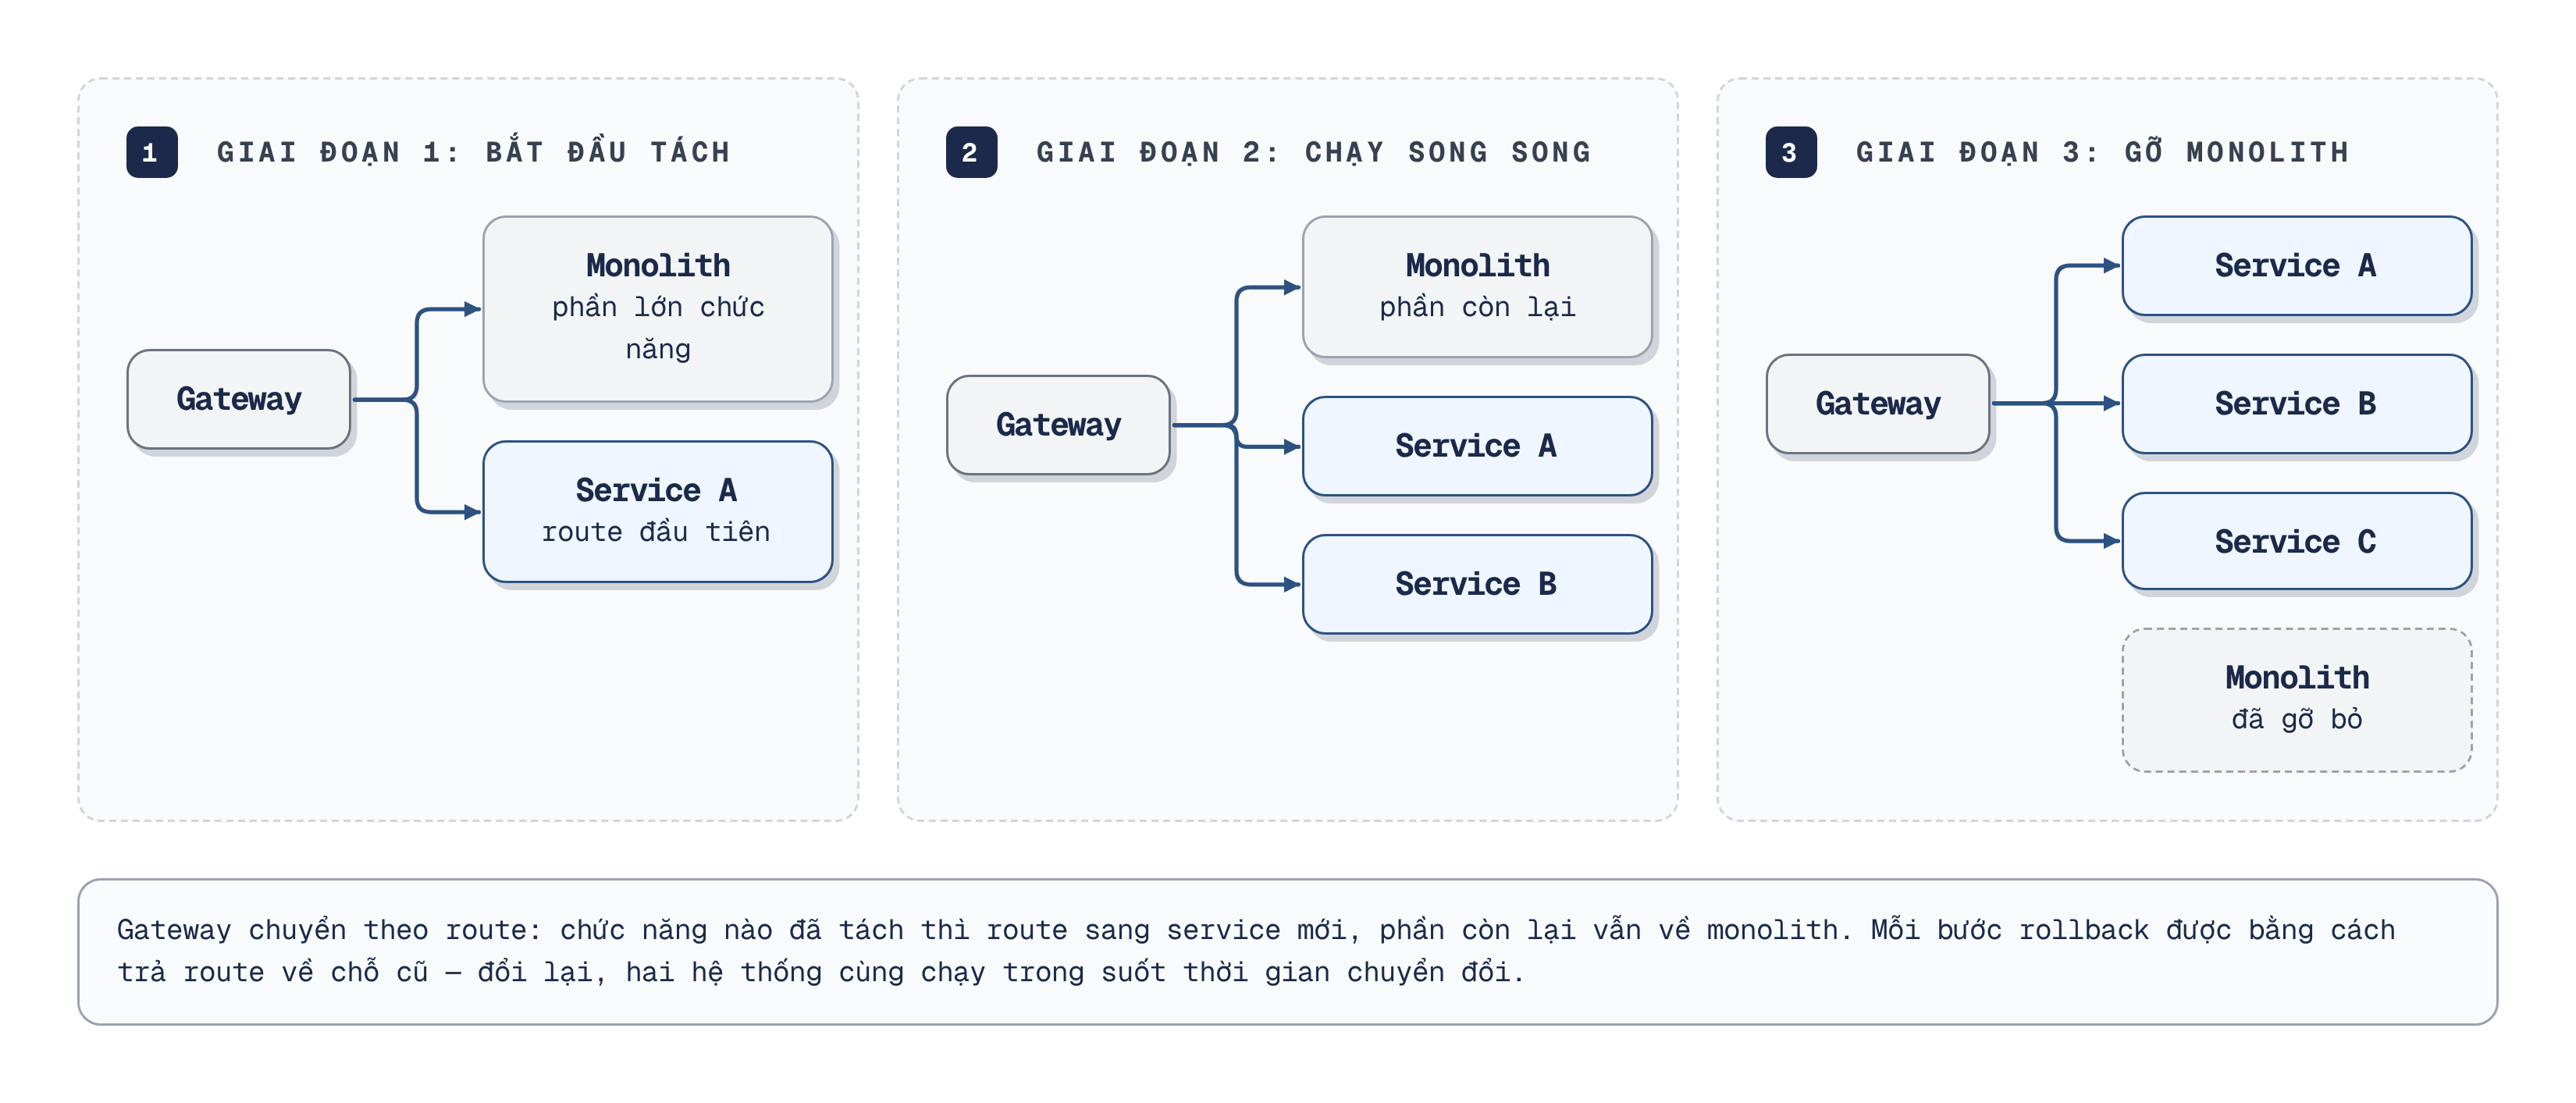 1 GIAI ĐOẠN 1: BẮT ĐẦU TÁCH
Gateway
Monolith
phần lớn chức
năng
Service A
route đầu tiên
2 GIAI ĐOẠN 2: CHẠY SONG SONG
Gateway
Monolith
phần còn lại
Service A
Service B
3 GIAI ĐOẠN 3: GỠ MONOLITH
Gateway
Service A
Service B
Service C
Monolith
đã gỡ bỏ
Gateway chuyển theo route: chức năng nào đã tách thì route sang service mới, phần còn lại vẫn về monolith. Mỗi bước rollback được bằng cách
trả route về chỗ cũ — đổi lại, hai hệ thống cùng chạy trong suốt thời gian chuyển đổi.